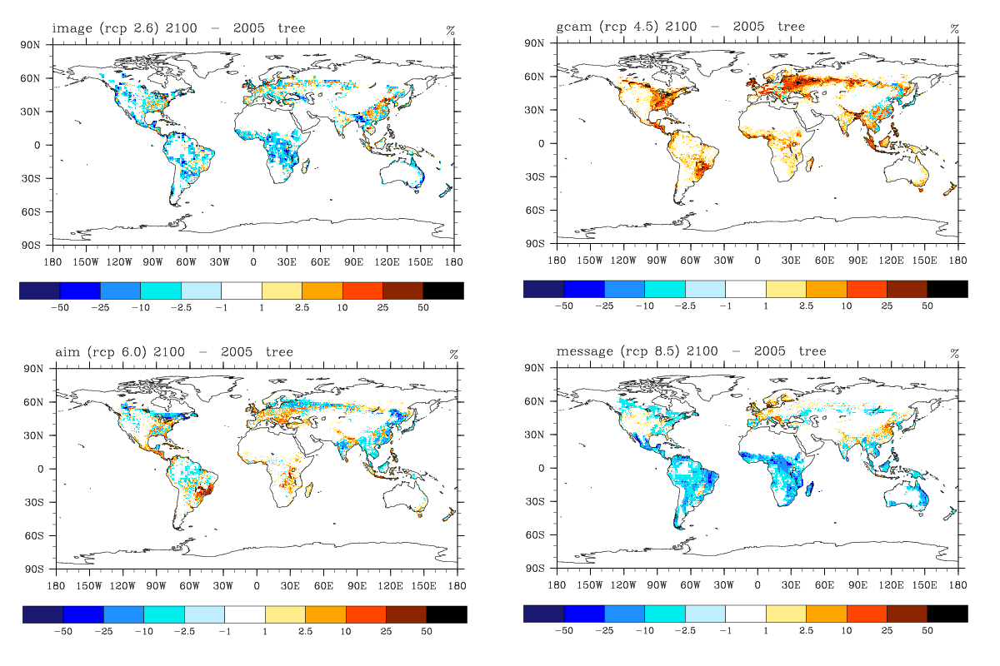 image (rcp 2.6) 2100 − 2005 tree %
90N
60N
30N
0
30S
60S
90S
180 150W 120W 90W 60W 30W 0 30E 60E 90E 120E 150E 180
−50 −25 −10 −2.5 −1 1 2.5 10 25 50
gcam (rcp 4.5) 2100 − 2005 tree %
90N
60N
30N
0
30S
60S
90S
180 150W 120W 90W 60W 30W 0 30E 60E 90E 120E 150E 180
−50 −25 −10 −2.5 −1 1 2.5 10 25 50
aim (rcp 6.0) 2100 − 2005 tree %
90N
60N
30N
0
30S
60S
90S
180 150W 120W 90W 60W 30W 0 30E 60E 90E 120E 150E 180
−50 −25 −10 −2.5 −1 1 2.5 10 25 50
message (rcp 8.5) 2100 − 2005 tree %
90N
60N
30N
0
30S
60S
90S
180 150W 120W 90W 60W 30W 0 30E 60E 90E 120E 150E 180
−50 −25 −10 −2.5 −1 1 2.5 10 25 50